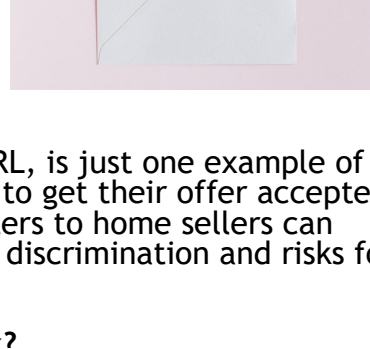 RL, is just one example of
to get their offer accepte
ers to home sellers can
discrimination and risks f
?